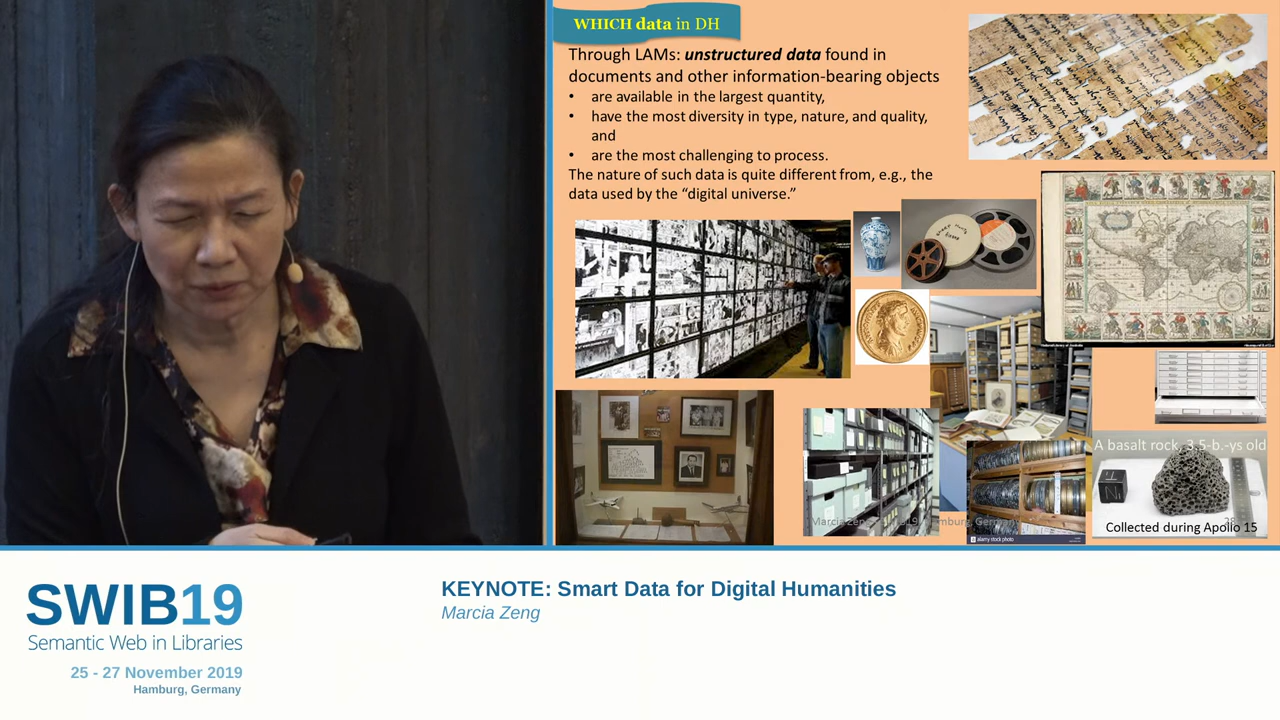 WHICH data in DH
Through LAMs: unstructured data found in
documents and other information-bearing objects
• are available in the largest quantity,
• have the most diversity in type, nature, and quality,
and
• are the most challenging to process.
The nature of such data is quite different from, e.g., the
data used by the “digital universe.”
A basalt rock, 3.5-b.-ys old
Collected during Apollo 15
alamy stock photo
SWIB19
Semantic Web in Libraries
25 - 27 November 2019
Hamburg, Germany
KEYNOTE: Smart Data for Digital Humanities
Marcia Zeng